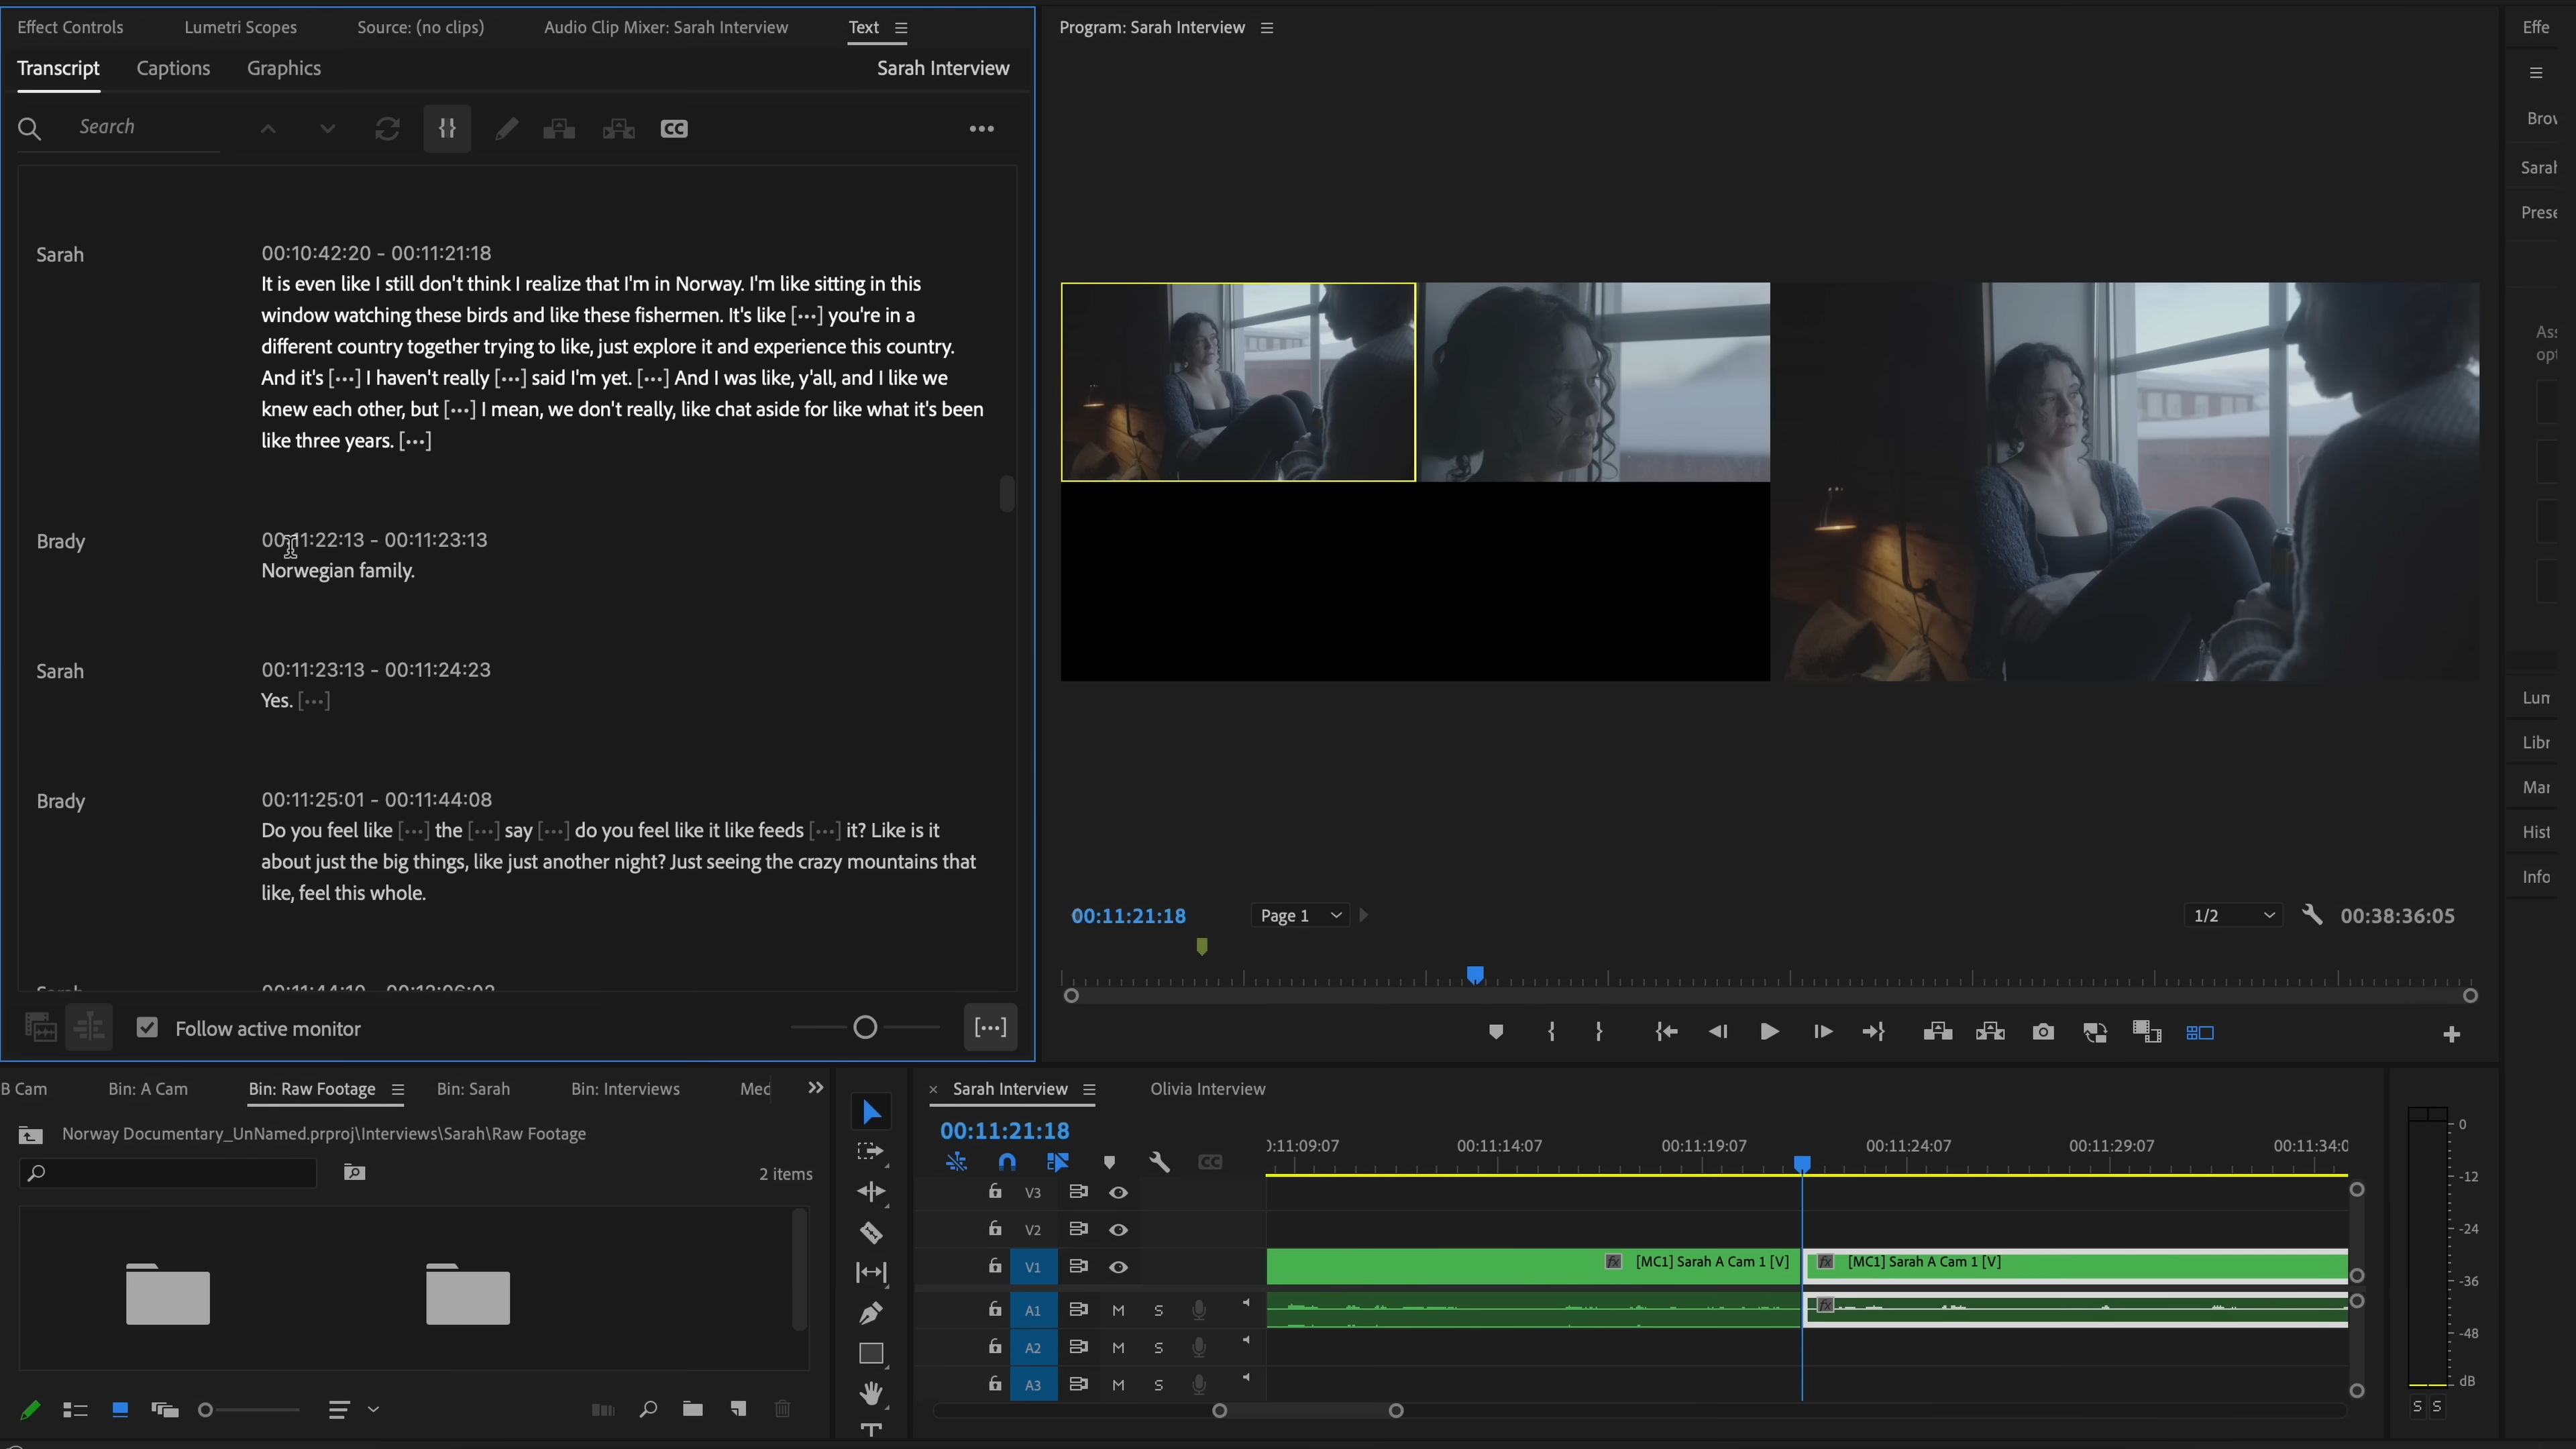 Effect Controls Lumetri Scopes Source: (no clips) Audio Clip Mixer: Sarah Interview Text
Transcript Captions Graphics Sarah Interview
Search
CC
Sarah 00:10:42:20 - 00:11:21:18
It is even like I still don't think I realize that I'm in Norway. I'm like sitting in this
window watching these birds and like these fishermen. It's like [···] you're in a
different country together trying to like, just explore it and experience this country.
And it's [···] I haven't really [···] said I'm yet. [···] And I was like, y'all, and I like we
knew each other, but [···] I mean, we don't really, like chat aside for like what it's been
like three years. [···]
Brady 00:11:22:13 - 00:11:23:13
Norwegian family.
Sarah 00:11:23:13 - 00:11:24:23
Yes. [···]
Brady 00:11:25:01 - 00:11:44:08
Do you feel like [···] the [···] say [···] do you feel like it like feeds [···] it? Like is it
about just the big things, like just another night? Just seeing the crazy mountains that
like, feel this whole.
Follow active monitor [···]
Program: Sarah Interview
00:11:21:18 Page 1 1/2 00:38:36:05
Effe
Brov
Sarah
Prese
Ass
opt
Lum
Libr
Mar
Hist
Info
B Cam Bin: A Cam Bin: Raw Footage Bin: Sarah Bin: Interviews Med
Norway Documentary_UnNamed.prproj\Interviews\Sarah\Raw Footage
2 items
× Sarah Interview Olivia Interview
00:11:21:18
CC
):11:09:07 00:11:14:07 00:11:19:07 00:11:24:07 00:11:29:07 00:11:34:0
V3
V2
V1 fx [MC1] Sarah A Cam 1 [V] fx [MC1] Sarah A Cam 1 [V]
A1 M S fx
A2 M S
A3 M S
0
-12
-24
-36
-48
dB
S S